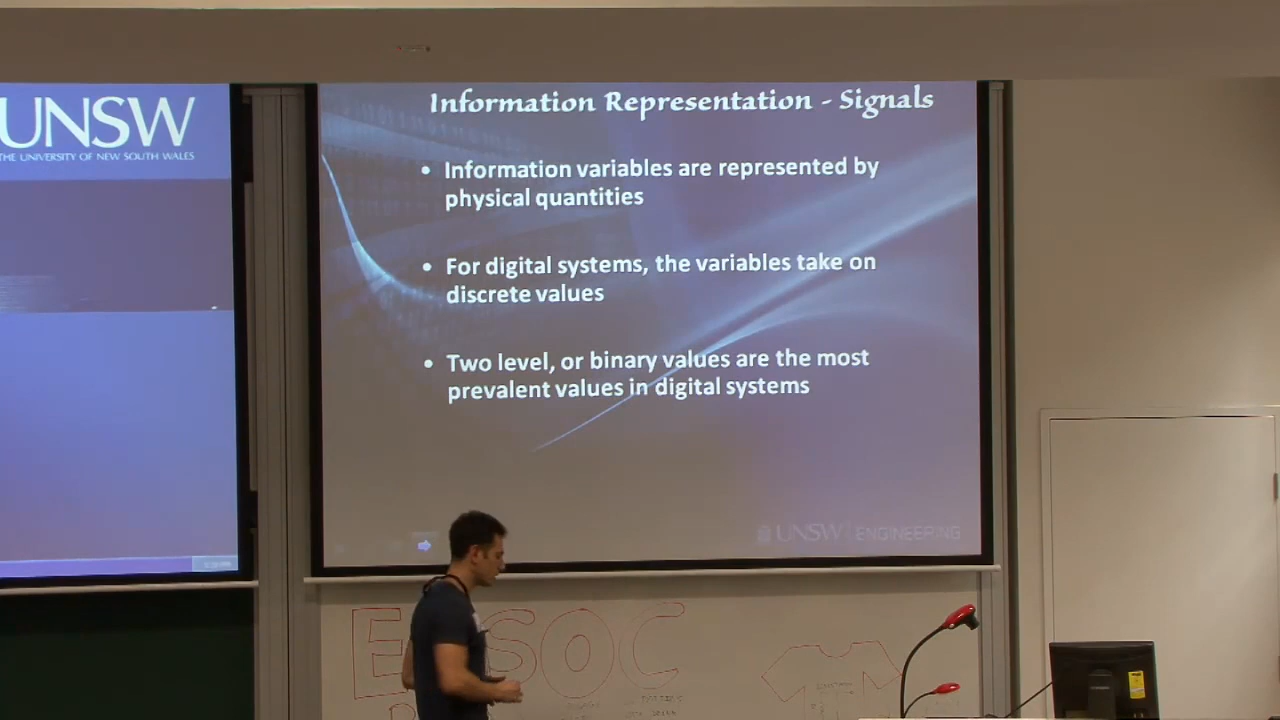 UNSW
THE UNIVERSITY OF NEW SOUTH WALES
Information Representation - Signals
• Information variables are represented by
physical quantities
• For digital systems, the variables take on
discrete values
• Two level, or binary values are the most
prevalent values in digital systems
UNSW ENGINEERING
E SOC